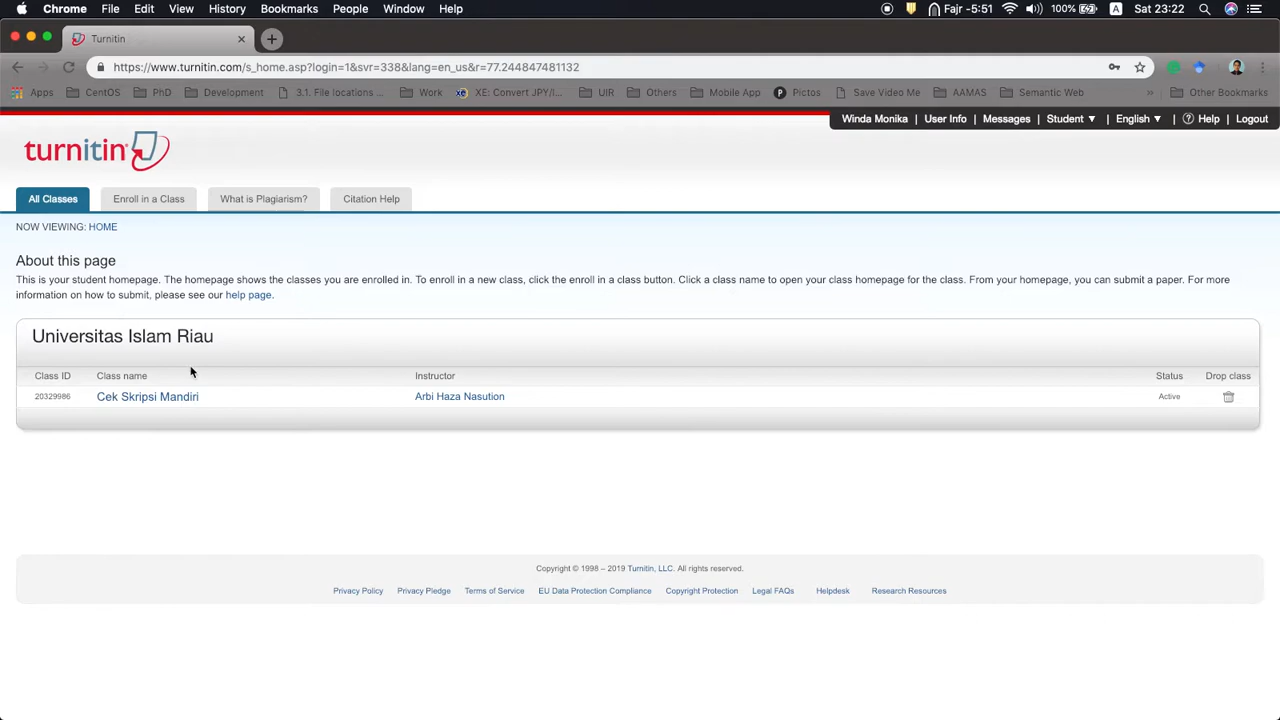 Chrome File Edit View History Bookmarks People Window Help Fajr -5:51 100% A Sat 23:22
Turnitin
https://www.turnitin.com/s_home.asp?login=1&svr=338&lang=en_us&r=77.244847481132
Apps CentOS PhD Development 3.1. File locations ... Work XE: Convert JPY/I... UIR Others Mobile App Pictos Save Video Me AAMAS Semantic Web » Other Bookmarks
Winda Monika | User Info | Messages | Student ▼ | English ▼ | ? Help | Logout
turnitin
All Classes Enroll in a Class What is Plagiarism? Citation Help
NOW VIEWING: HOME
About this page
This is your student homepage. The homepage shows the classes you are enrolled in. To enroll in a new class, click the enroll in a class button. Click a class name to open your class homepage for the class. From your homepage, you can submit a paper. For more
information on how to submit, please see our help page.
Universitas Islam Riau
Class ID Class name Instructor Status Drop class
20329986 Cek Skripsi Mandiri Arbi Haza Nasution Active
Copyright © 1998 – 2019 Turnitin, LLC. All rights reserved.
Privacy Policy Privacy Pledge Terms of Service EU Data Protection Compliance Copyright Protection Legal FAQs Helpdesk Research Resources